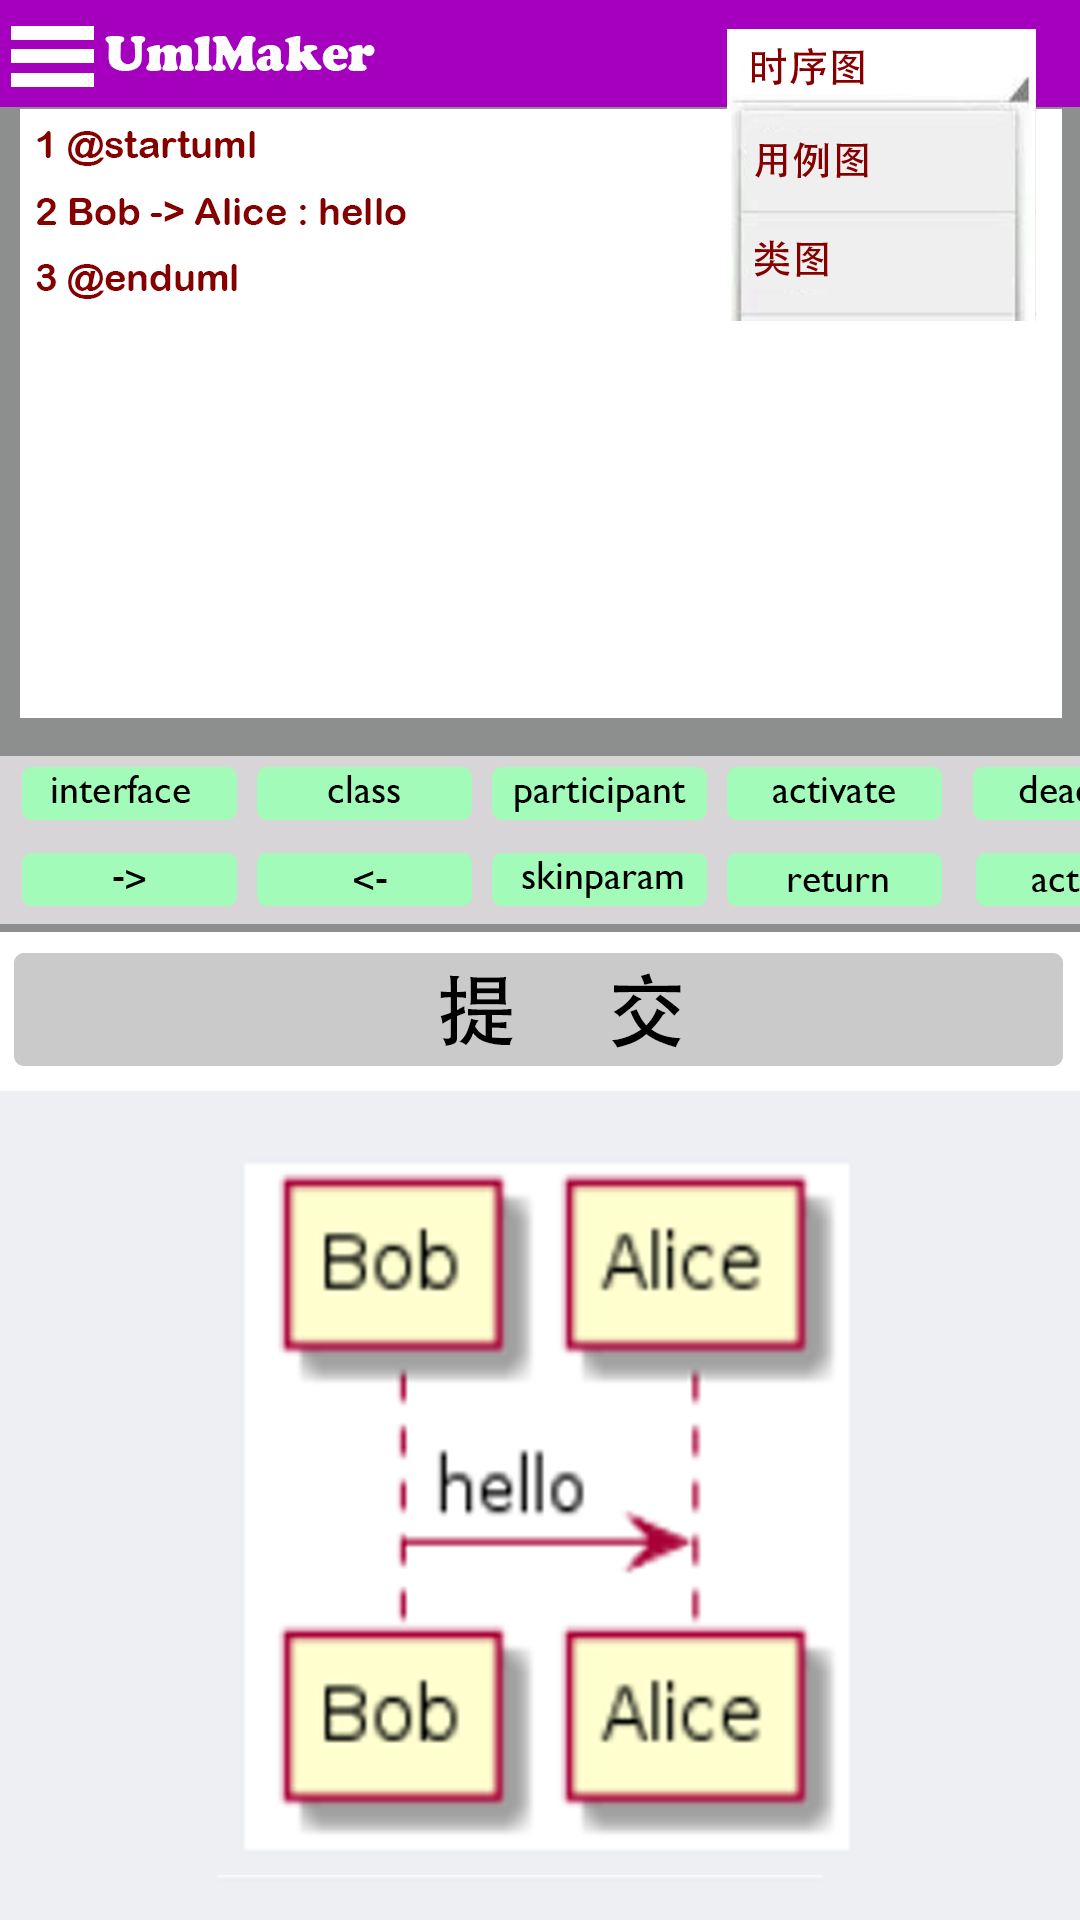 UmlMaker
时序图
用例图
类图
1 @startuml
2 Bob -> Alice : hello
3 @enduml
interface class participant activate
-> <- skinparam return act
提 交
Bob Alice
hello
Bob Alice